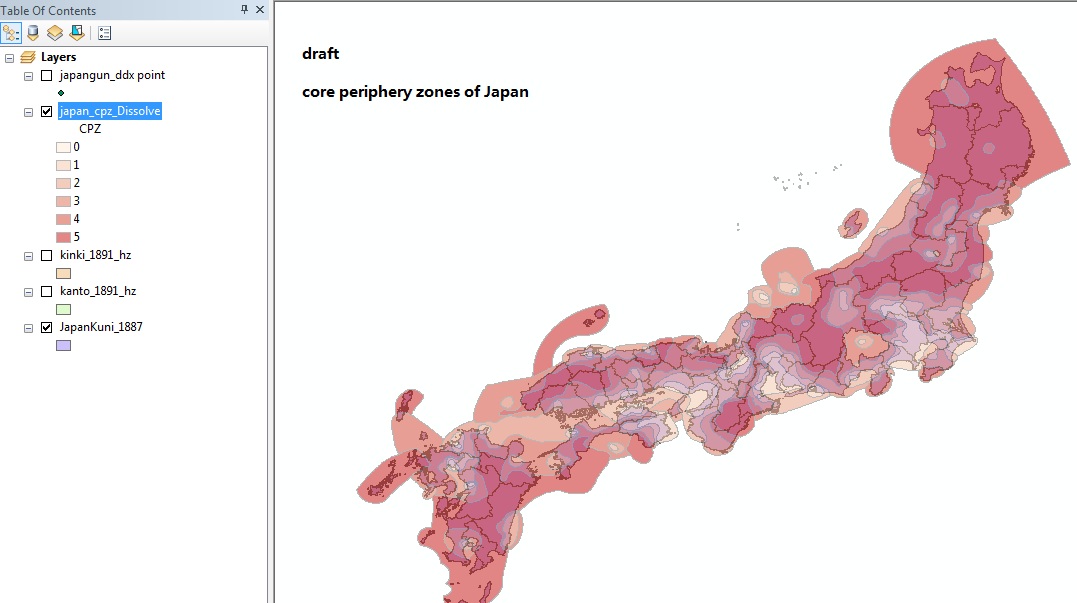 Table Of Contents
Layers
japangun_ddx point
japan_cpz_Dissolve
CPZ
0
1
2
3
4
5
kinki_1891_hz
kanto_1891_hz
JapanKuni_1887
draft
core periphery zones of Japan